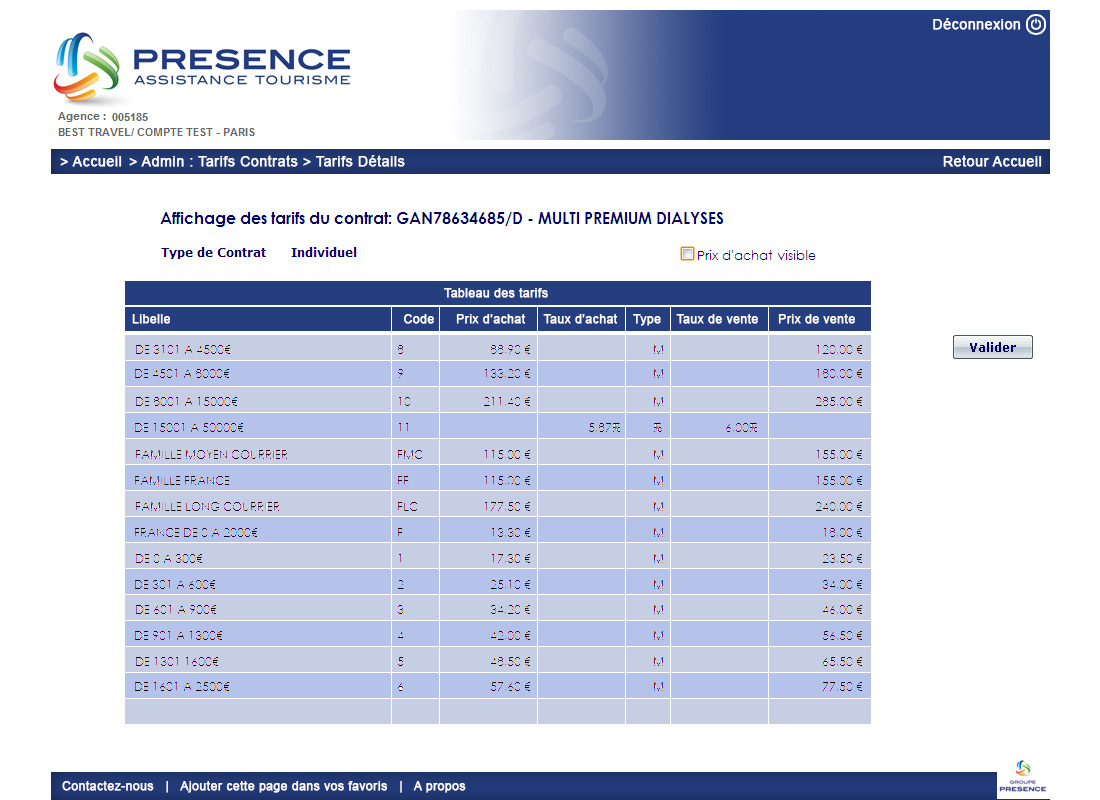 Déconnexion
PRESENCE
ASSISTANCE TOURISME
Agence : 005185
BEST TRAVEL/ COMPTE TEST - PARIS
> Accueil > Admin : Tarifs Contrats > Tarifs Détails Retour Accueil
Affichage des tarifs du contrat: GAN78634685/D - MULTI PREMIUM DIALYSES
Type de Contrat Individuel Prix d'achat visible
Tableau des tarifs
Libelle Code Prix d'achat Taux d'achat Type Taux de vente Prix de vente
DE 3101 A 4500€ 8 88.90 € M 120.00 €
Valider
DE 4501 A 8000€ 9 133.20 € M 180.00 €
DE 8001 A 15000€ 10 211.40 € M 285.00 €
DE 15001 A 50000€ 11 5.87% % 6.00%
FAMILLE MOYEN COURRIER FMC 115.00 € M 155.00 €
FAMILLE FRANCE FF 115.00 € M 155.00 €
FAMILLE LONG COURRIER FLC 177.50 € M 240.00 €
FRANCE DE 0 A 2000€ F 13.30 € M 18.00 €
DE 0 A 300€ 1 17.30 € M 23.50 €
DE 301 A 600€ 2 25.10 € M 34.00 €
DE 601 A 900€ 3 34.20 € M 46.00 €
DE 901 A 1300€ 4 42.00 € M 56.50 €
DE 1301 1600€ 5 48.50 € M 65.50 €
DE 1601 A 2500€ 6 57.60 € M 77.50 €
Contactez-nous | Ajouter cette page dans vos favoris | A propos
GROUPE
PRESENCE